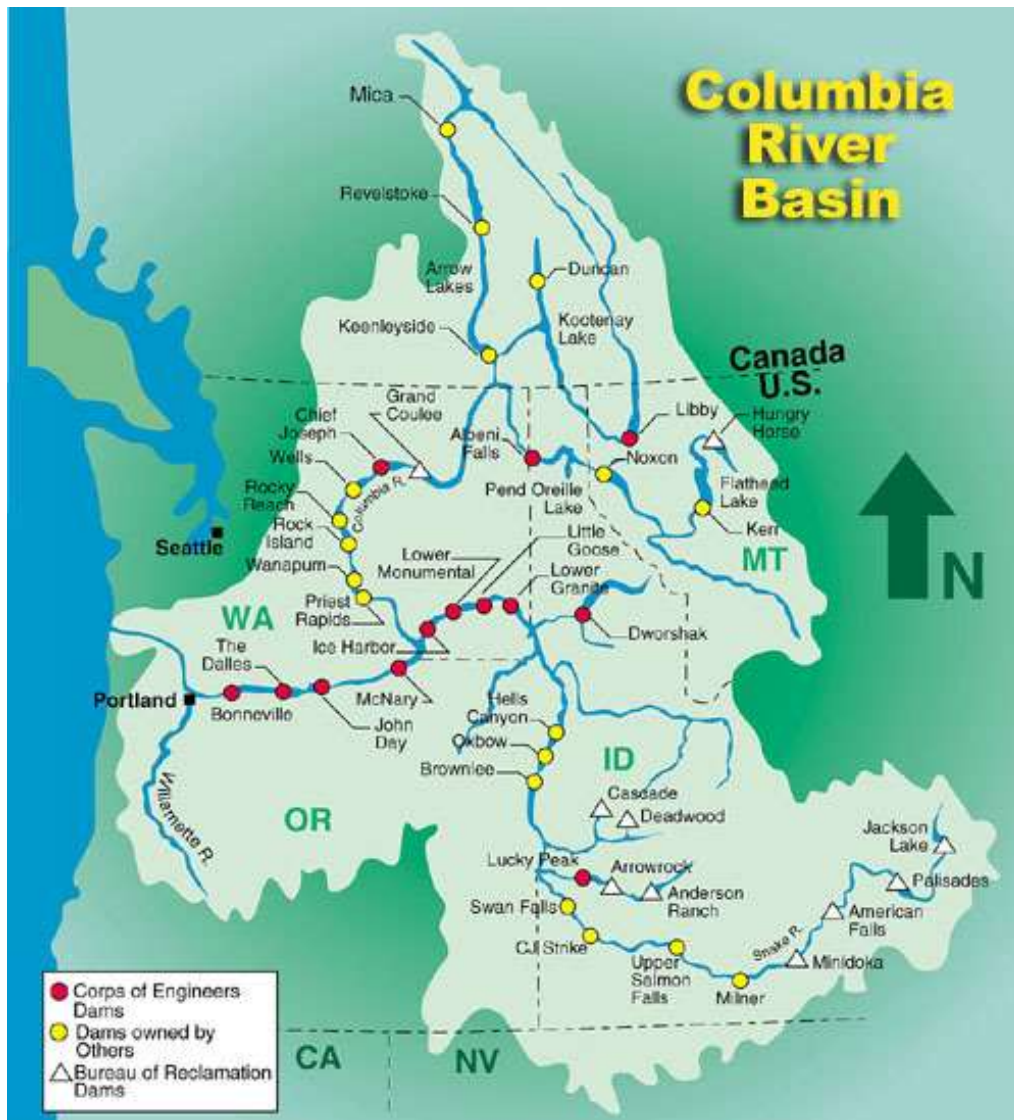 Columbia
River
Basin
Mica
Revelstoke
Arrow
Lakes
Duncan
Keenleyside
Kootenay
Lake
Canada
U.S.
Grand
Coulee
Chief
Joseph
Albeni
Falls
Libby
Hungry
Horse
Wells
Noxon
Columbia R.
Rocky
Reach
Pend Oreille
Lake
Flathead
Lake
Kerr
Rock
Island
Seattle
Little
Goose
Lower
Monumental
Lower
Granite
MT
N
Wanapum
Priest
Rapids
WA
Ice Harbor
Dworshak
The
Dalles
Portland
Bonneville
McNary
John
Day
Hells
Canyon
Oxbow
Brownlee
ID
Cascade
Deadwood
Willamette R.
OR
Jackson
Lake
Lucky Peak
Arrowrock
Palisades
Anderson
Ranch
Swan Falls
American
Falls
CJ Strike
Snake R.
Upper
Salmon
Falls
Minidoka
Milner
Corps of Engineers
Dams
Dams owned by
Others
Bureau of Reclamation
Dams
CA
NV